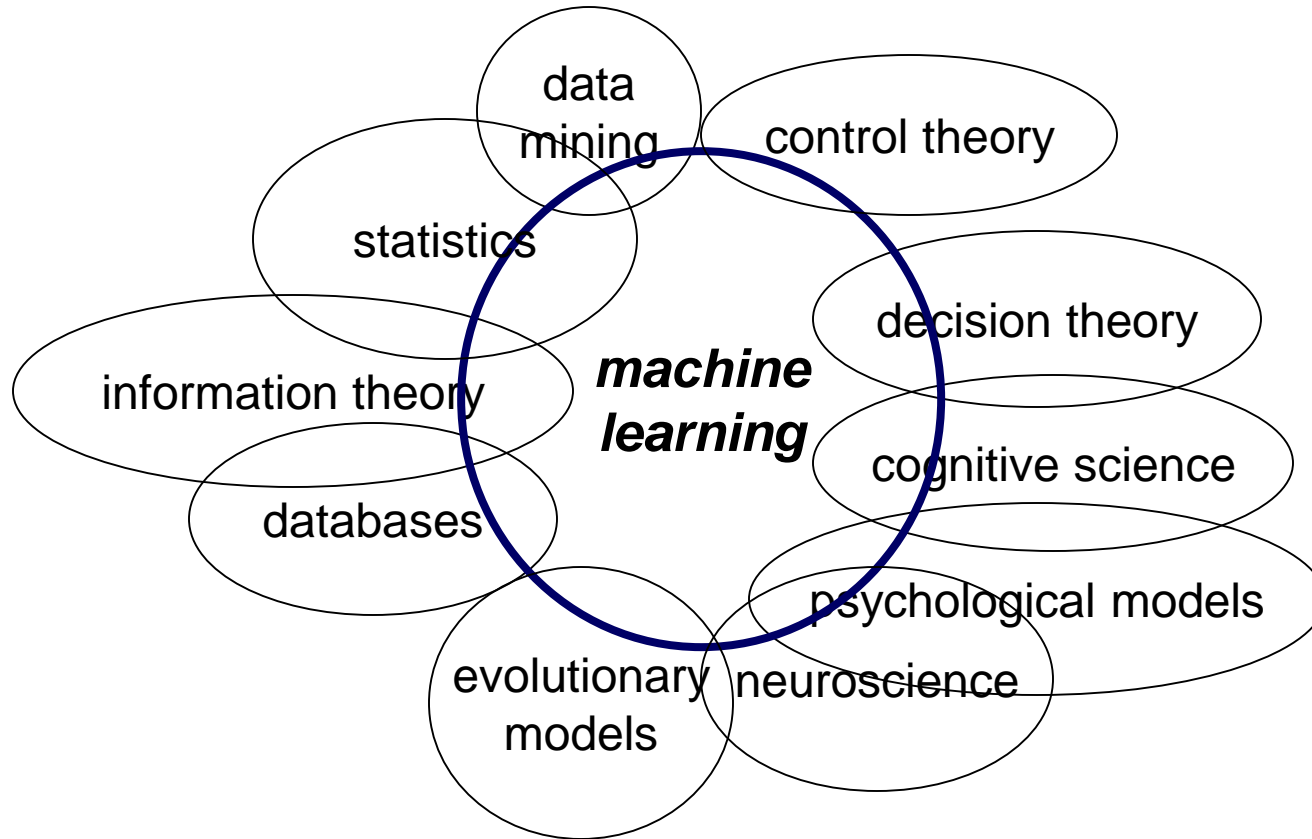 data
mining
control theory
statistics
decision theory
machine
learning
information theory
cognitive science
databases
psychological models
evolutionary
models
neuroscience